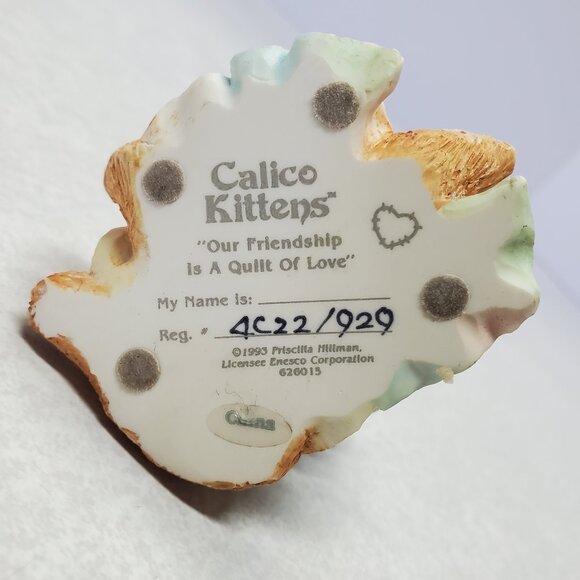 Calico
Kittens™
"Our Friendship
is A Quilt Of Love"
My Name is:
Reg. # 4C22/929
©1993 Priscilla Hillman,
Licensee Enesco Corporation
626015
China